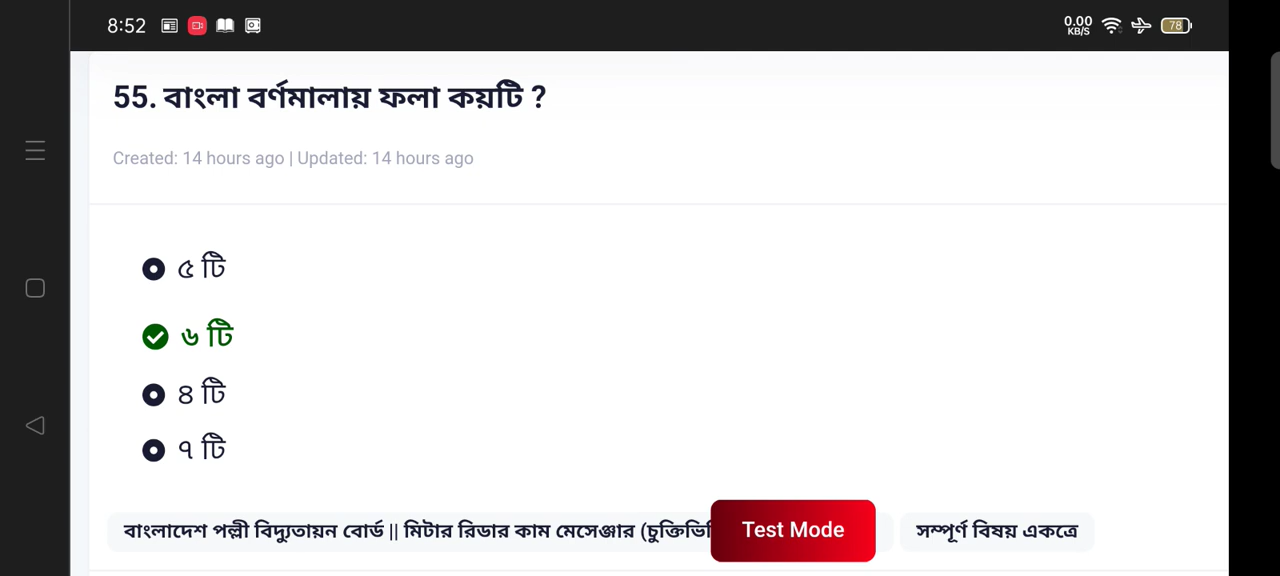 8:52
0.00
KB/S
78
55. বাংলা বর্ণমালায় ফলা কয়টি ?
Created: 14 hours ago | Updated: 14 hours ago
৫ টি
৬ টি
৪ টি
৭ টি
বাংলাদেশ পল্লী বিদ্যুতায়ন বোর্ড || মিটার রিডার কাম মেসেঞ্জার Test Mode সম্পূর্ণ বিষয় একত্রে